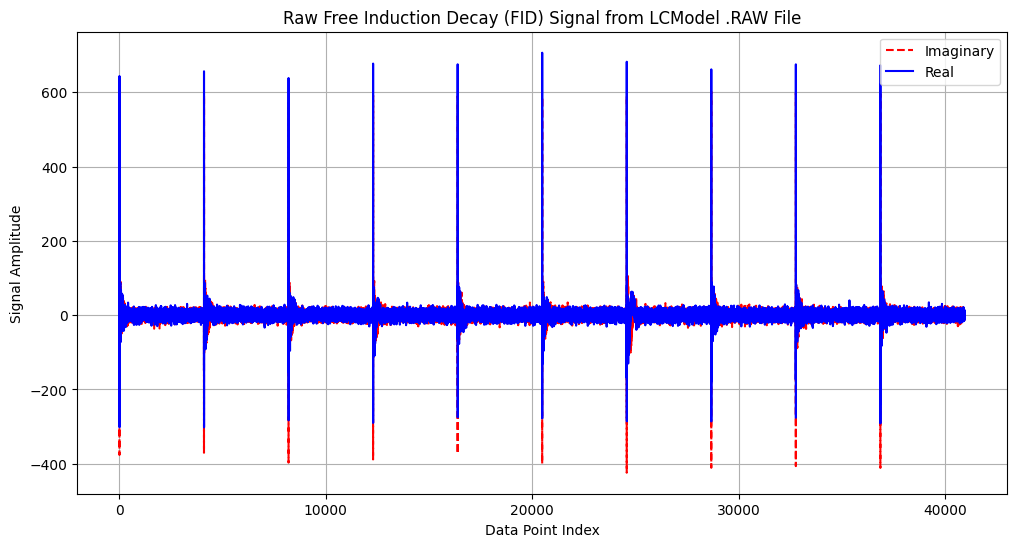 Raw Free Induction Decay (FID) Signal from LCModel .RAW File
Imaginary
Real
Signal Amplitude
600
400
200
0
−200
−400
0
10000
20000
30000
40000
Data Point Index